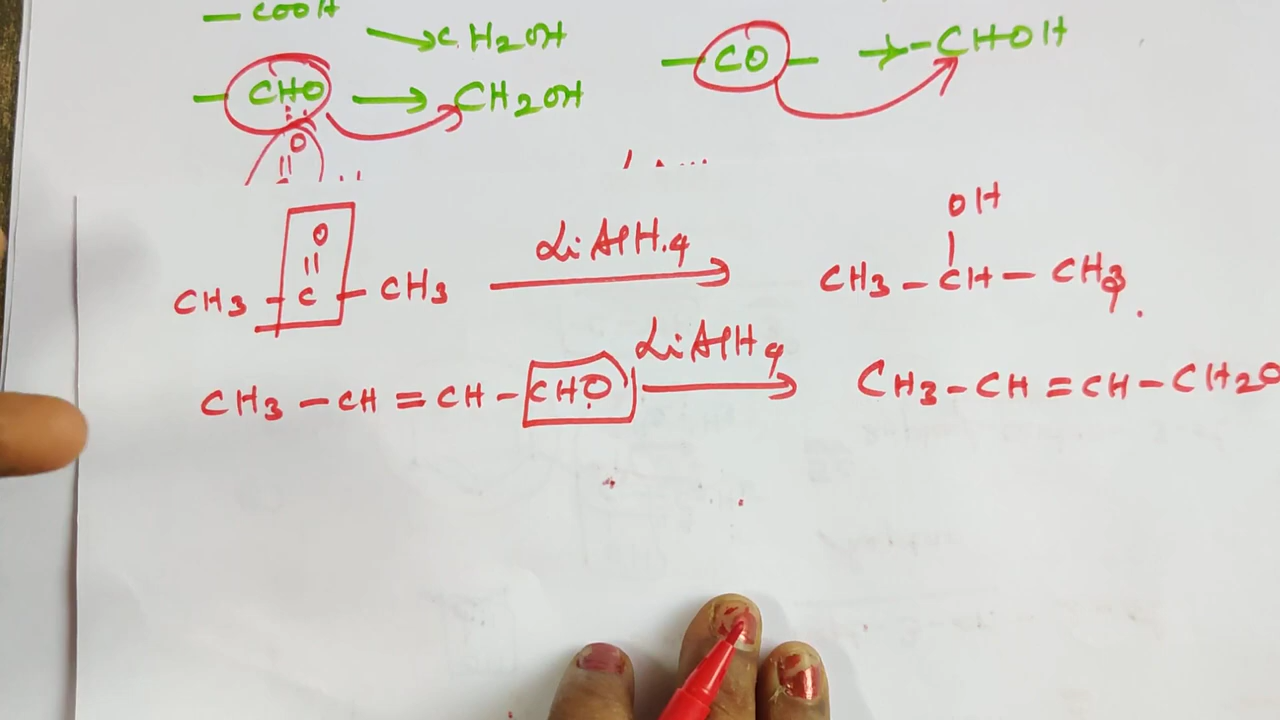 — COOH → CH2OH
— CHO → CH2OH
— CO — → – CHOH
O
||
O
||
CH3 – C – CH3 LiAlH4 → CH3 – CH – CH3
OH
|
CH3 – CH = CH – CHO LiAlH4 → CH3 – CH = CH – CH2O